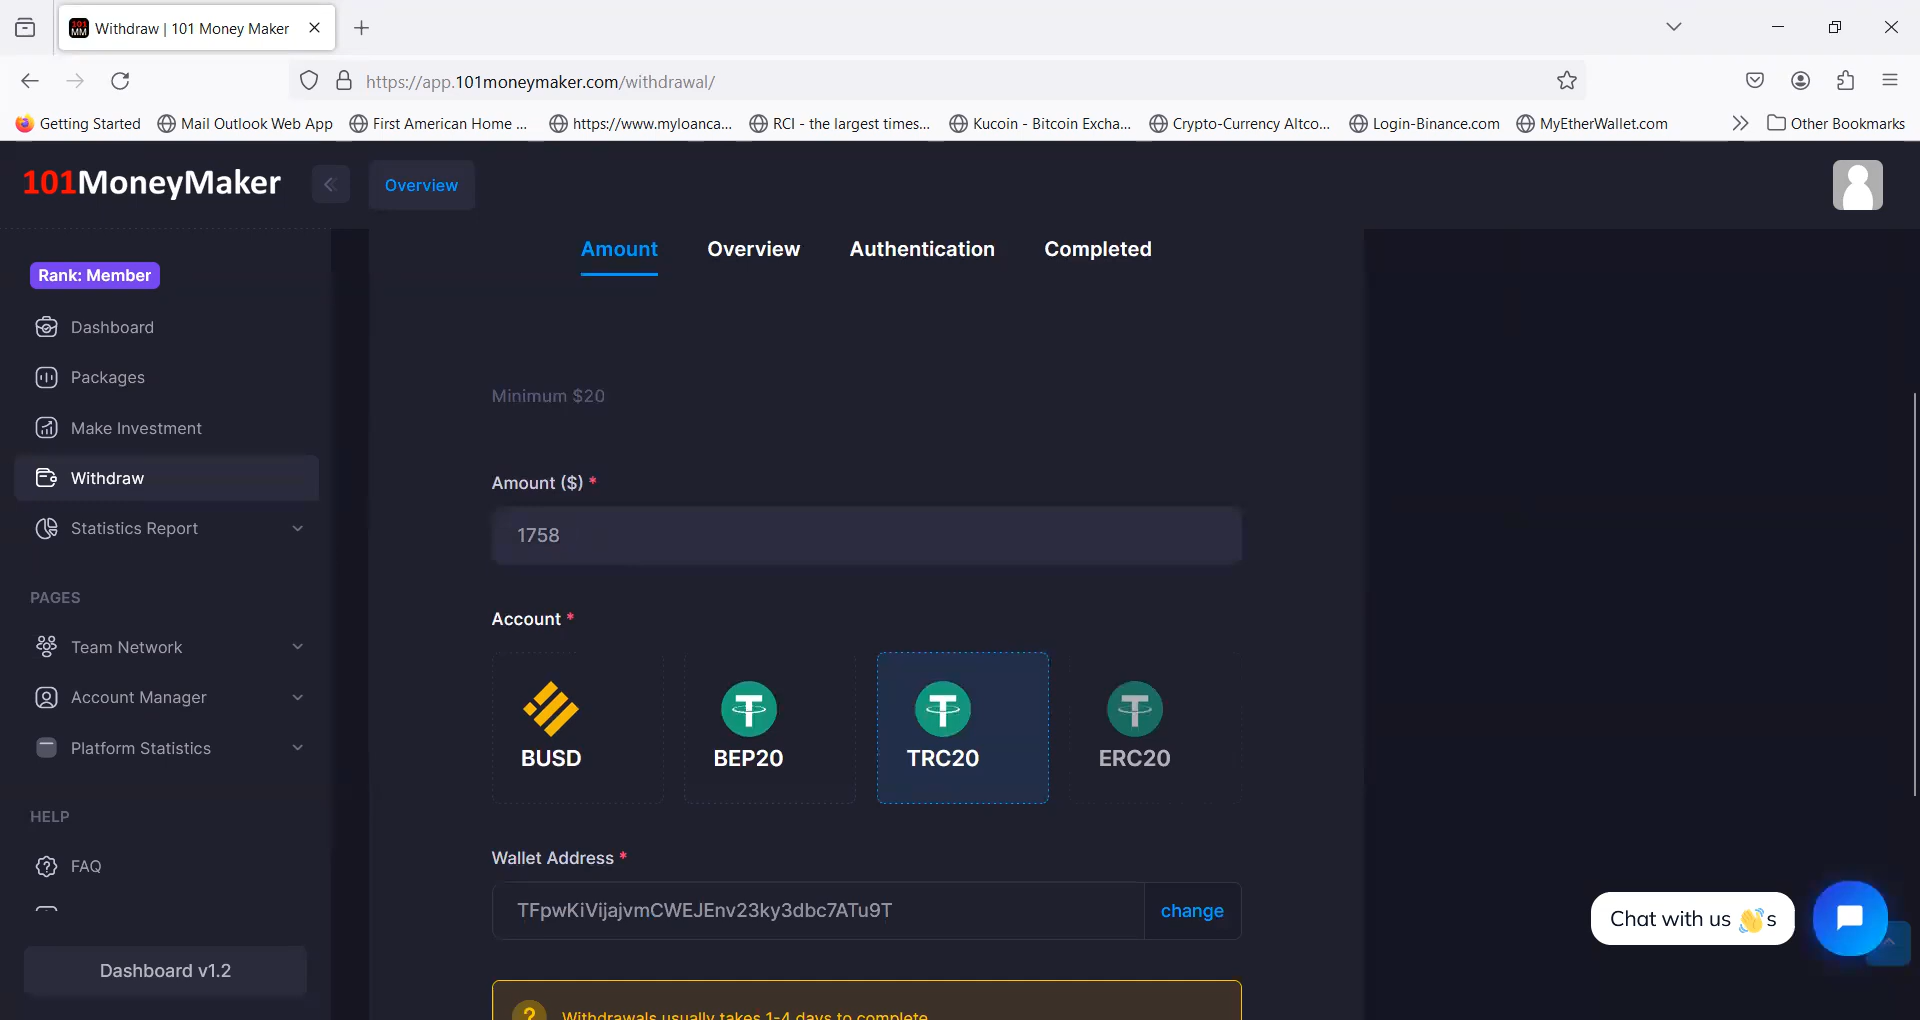 Withdraw | 101 Money Maker
https://app.101moneymaker.com/withdrawal/
Getting Started Mail Outlook Web App First American Home ... https://www.myloanca... RCI - the largest times... Kucoin - Bitcoin Excha... Crypto-Currency Altco... Login-Binance.com MyEtherWallet.com Other Bookmarks
101MoneyMaker
Overview
Rank: Member
Dashboard
Packages
Make Investment
Withdraw
Statistics Report
PAGES
Team Network
Account Manager
Platform Statistics
HELP
FAQ
Dashboard v1.2
Amount Overview Authentication Completed
Minimum $20
Amount ($) *
1758
Account *
BUSD BEP20 TRC20 ERC20
Wallet Address *
TFpwKiVijajvmCWEJEnv23ky3dbc7ATu9T change
? Withdrawals usually takes 1-4 days to complete
Chat with us 👋s